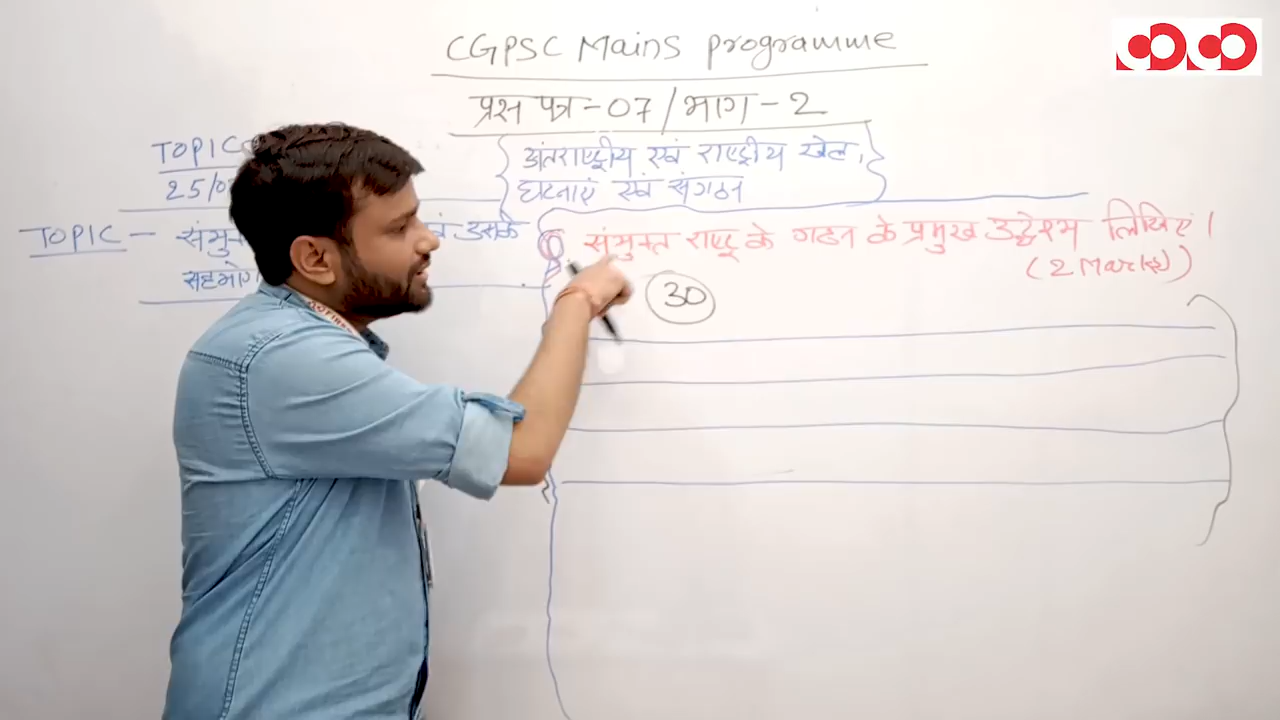 CGPSC Mains programme
प्रश्न पत्र - 07 / भाग - 2
TOPIC
25/0
अंतराष्ट्रीय एवं राष्ट्रीय खेल,
घटनाएं एवं संगठन
TOPIC - उसके
① संयुक्त राष्ट्र के गठन के प्रमुख उद्देश्य लिखिए।
(2 Marks)
30